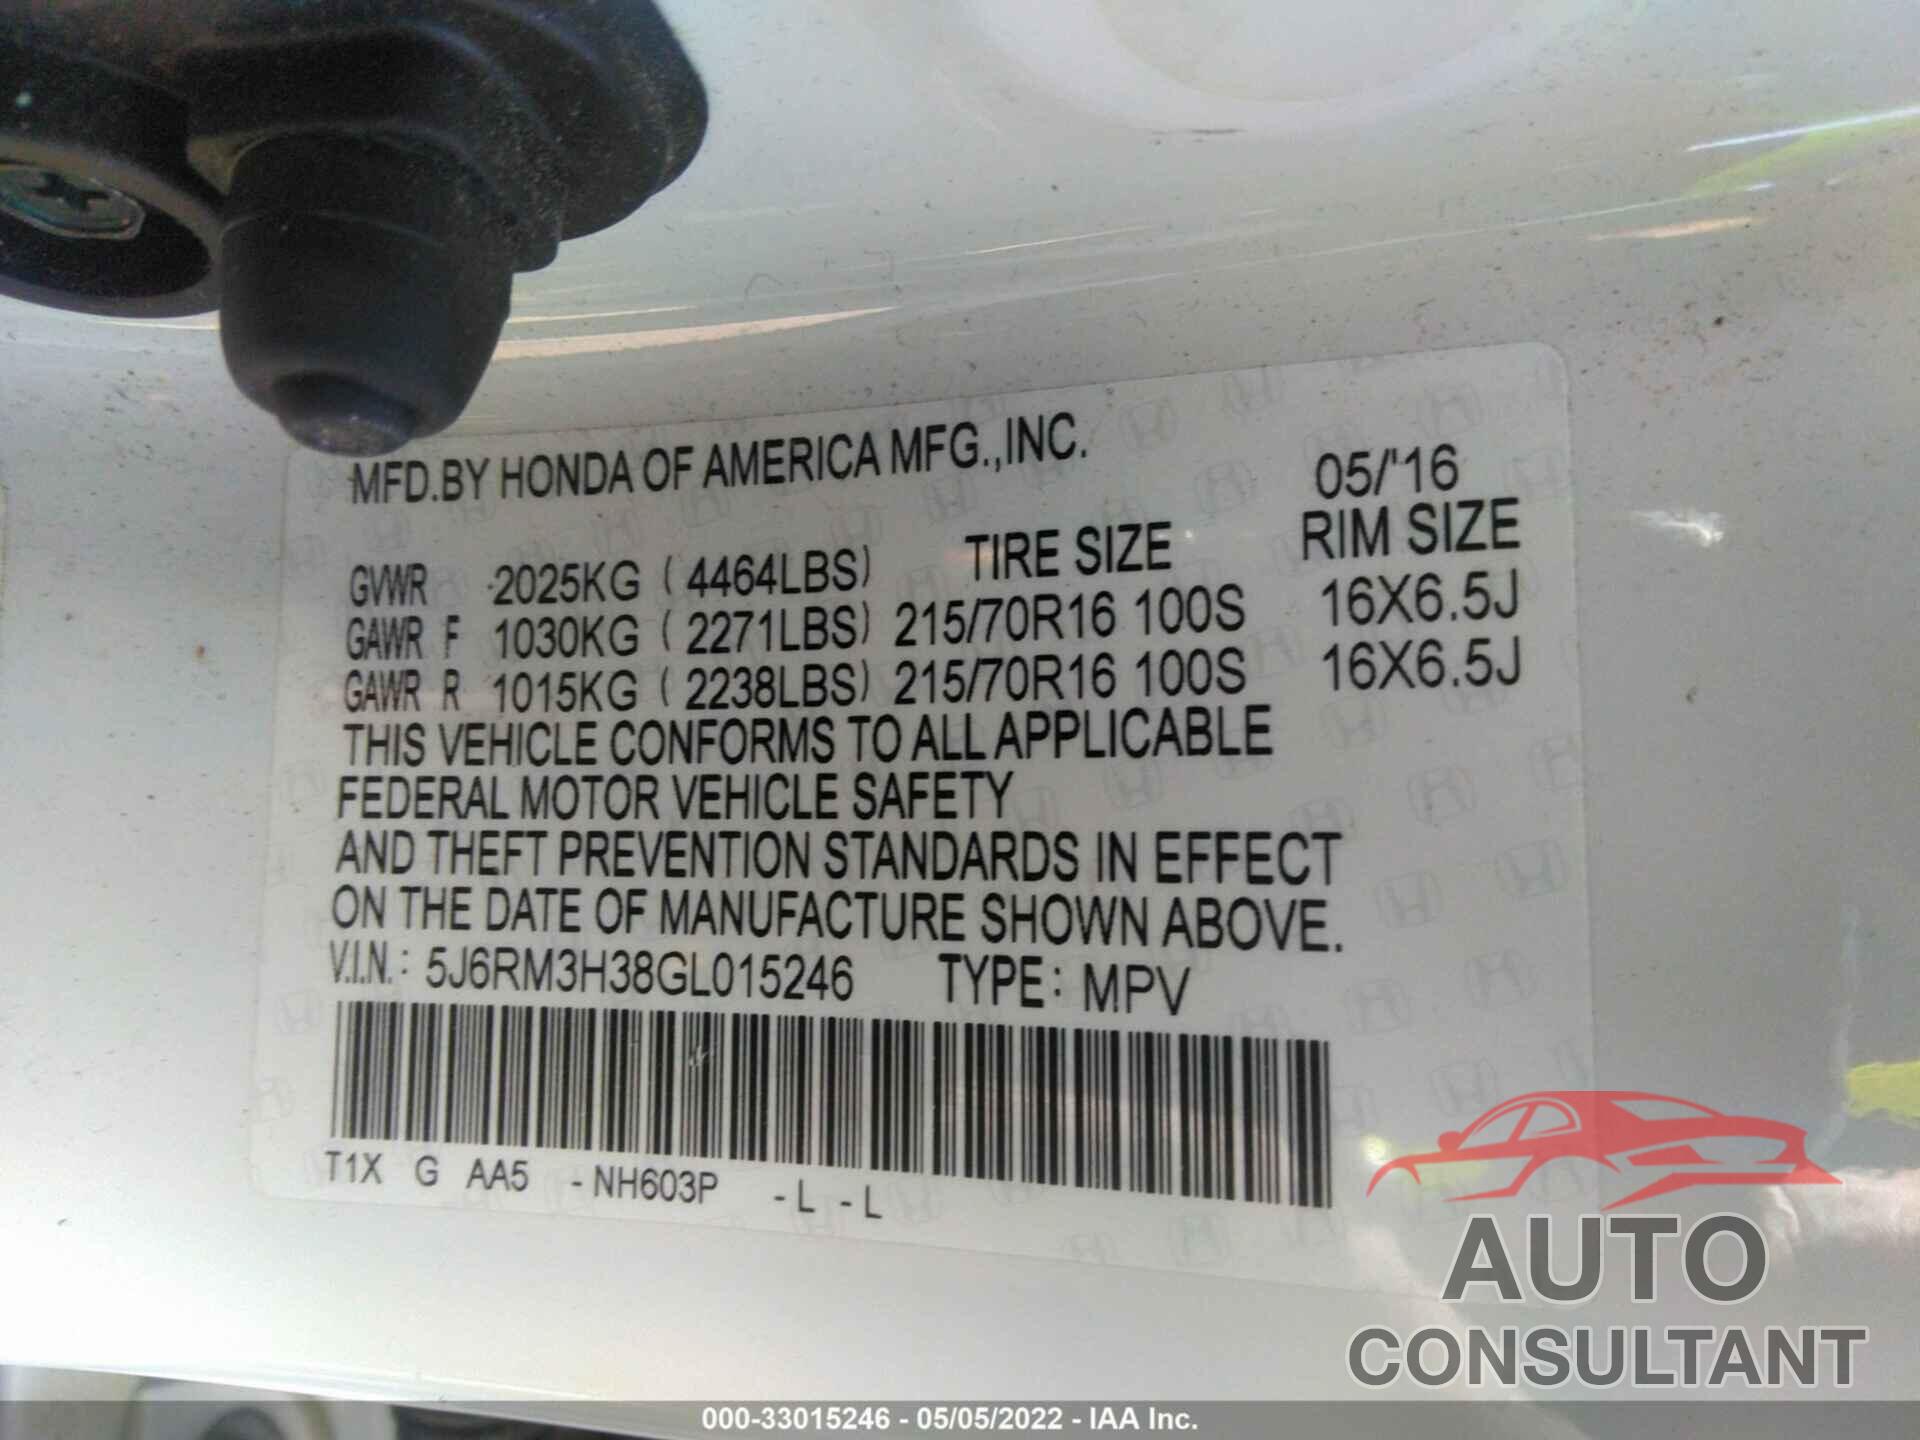 MFD.BY HONDA OF AMERICA MFG.,INC. 05/'16
GVWR 2025KG ( 4464LBS) TIRE SIZE RIM SIZE
GAWR F 1030KG ( 2271LBS) 215/70R16 100S 16X6.5J
GAWR R 1015KG ( 2238LBS) 215/70R16 100S 16X6.5J
THIS VEHICLE CONFORMS TO ALL APPLICABLE
FEDERAL MOTOR VEHICLE SAFETY
AND THEFT PREVENTION STANDARDS IN EFFECT
ON THE DATE OF MANUFACTURE SHOWN ABOVE.
V.I.N.: 5J6RM3H38GL015246 TYPE: MPV
T1X G AA5 -NH603P -L -L
AUTO
CONSULTANT
000-33015246 - 05/05/2022 - IAA Inc.